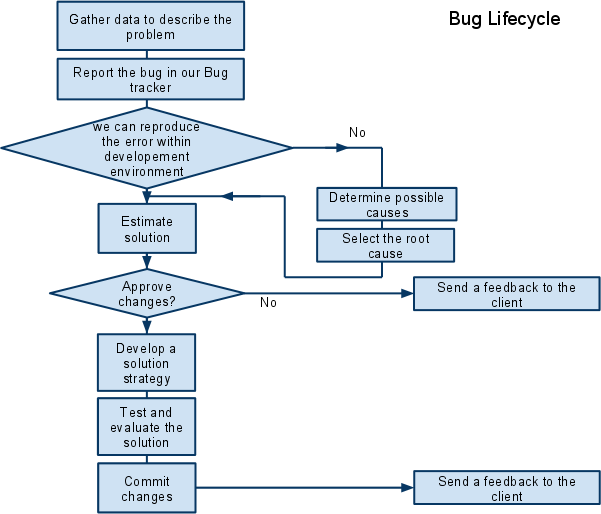 Bug Lifecycle
Gather data to describe the
problem
Report the bug in our Bug
tracker
we can reproduce
the error within
developement
environment
No
Determine possible
causes
Select the root
cause
Estimate
solution
Approve
changes?
No
Send a feedback to the
client
Develop a
solution
strategy
Test and
evaluate the
solution
Commit
changes
Send a feedback to the
client